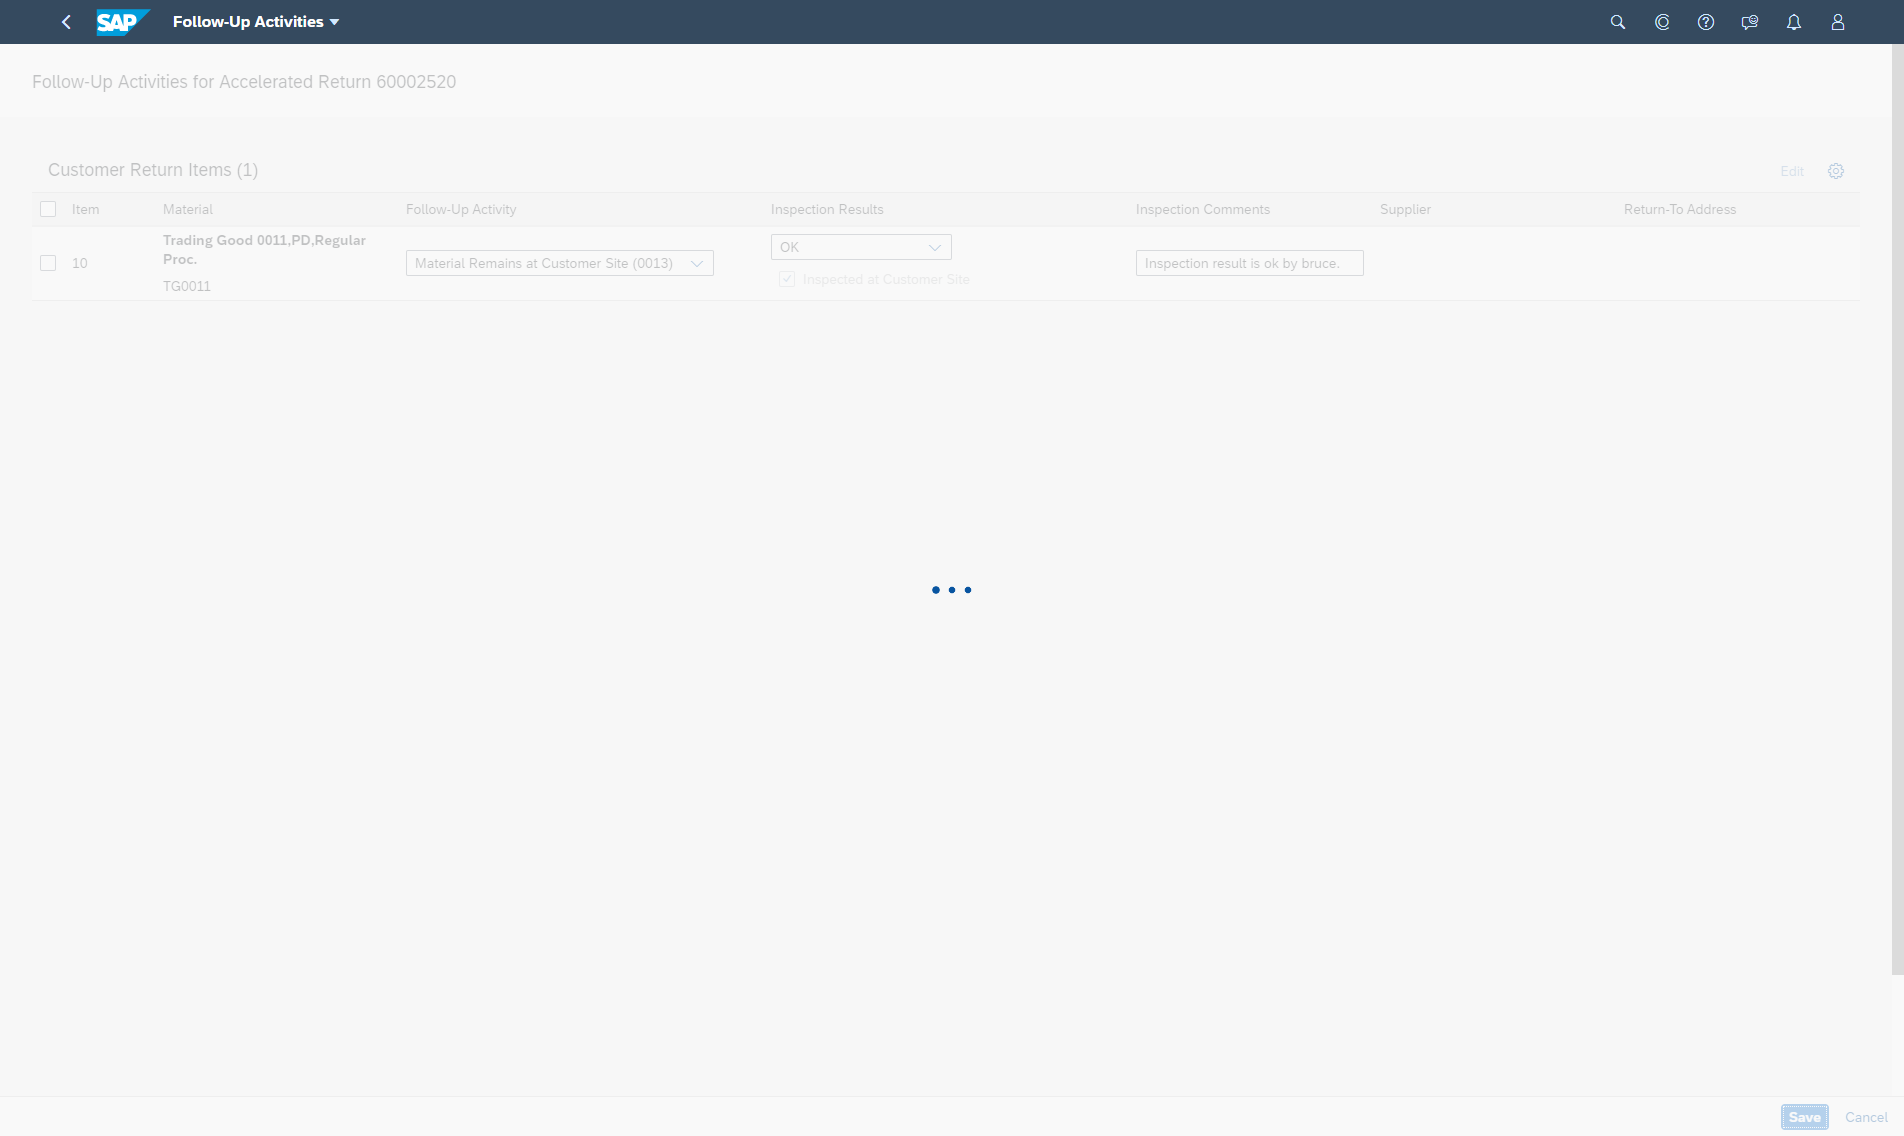 SAP Follow-Up Activities
Follow-Up Activities for Accelerated Return 60002520
Customer Return Items (1) Edit
Item Material Follow-Up Activity Inspection Results Inspection Comments Supplier Return-To Address
10 Trading Good 0011,PD,Regular Proc. TG0011 Material Remains at Customer Site (0013) OK Inspected at Customer Site Inspection result is ok by bruce.
Save Cancel